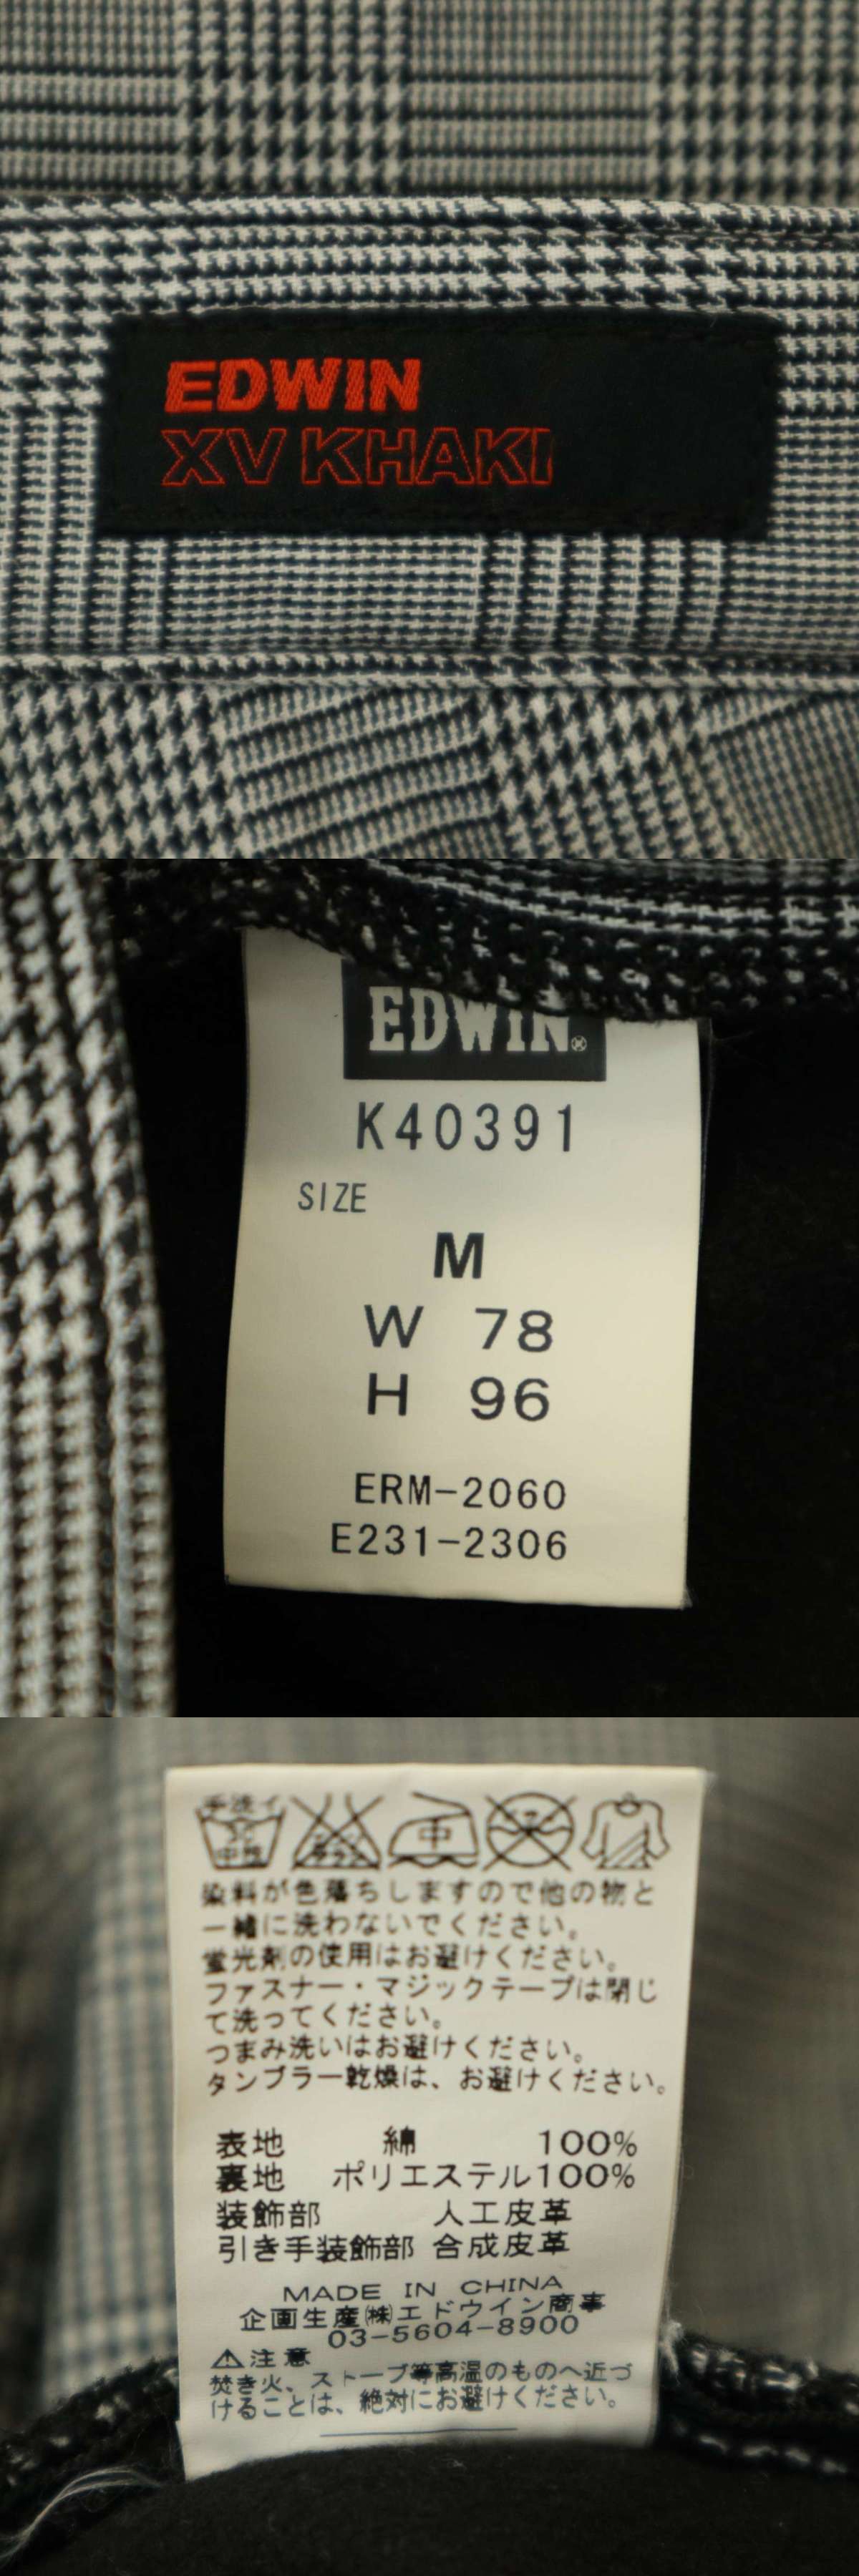 EDWIN
XV KHAKI
EDWIN®
K40391
SIZE
M
W 78
H 96
ERM-2060
E231-2306
手洗イ
中性
中
染料が色落ちしますので他の物と
一緒に洗わないでください。
蛍光剤の使用はお避けください。
ファスナー・マジックテープは閉じ
て洗ってください。
つまみ洗いはお避けください。
タンブラー乾燥は、お避けください。
表地 綿 100%
裏地 ポリエステル100%
装飾部 人工皮革
引き手装飾部 合成皮革
MADE IN CHINA
企画生産㈱エドウイン商事
03-5604-8900
⚠注意
焚き火、ストーブ等高温のものへ近づ
けることは、絶対にお避けください。